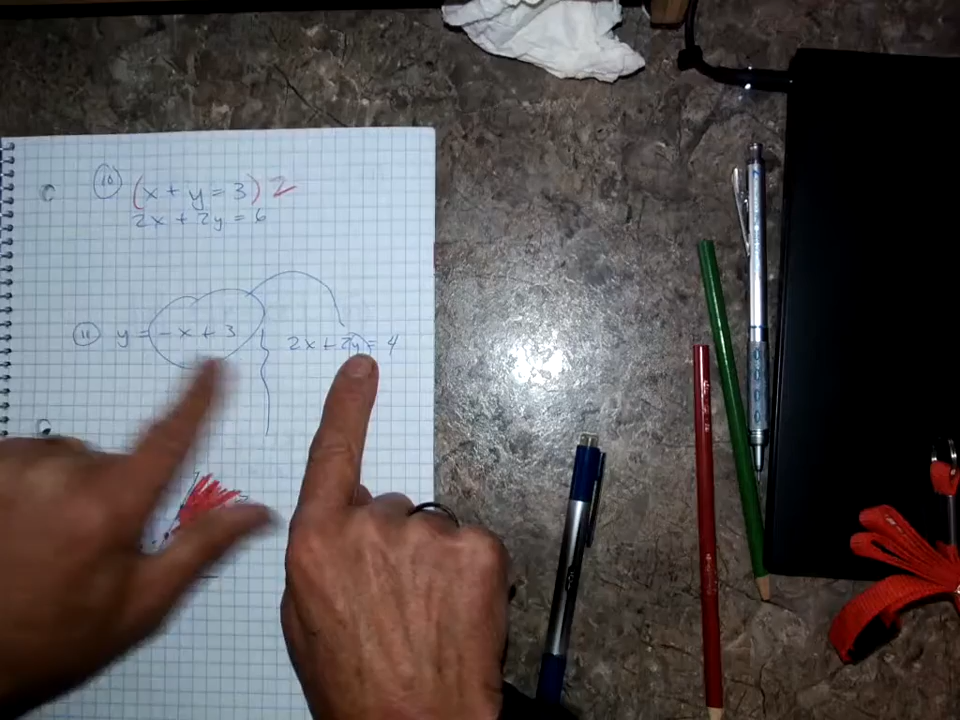 C 10 (x + y = 3) 2
2x + 2y = 6
11 y = -x + 3 2x + 2y = 4